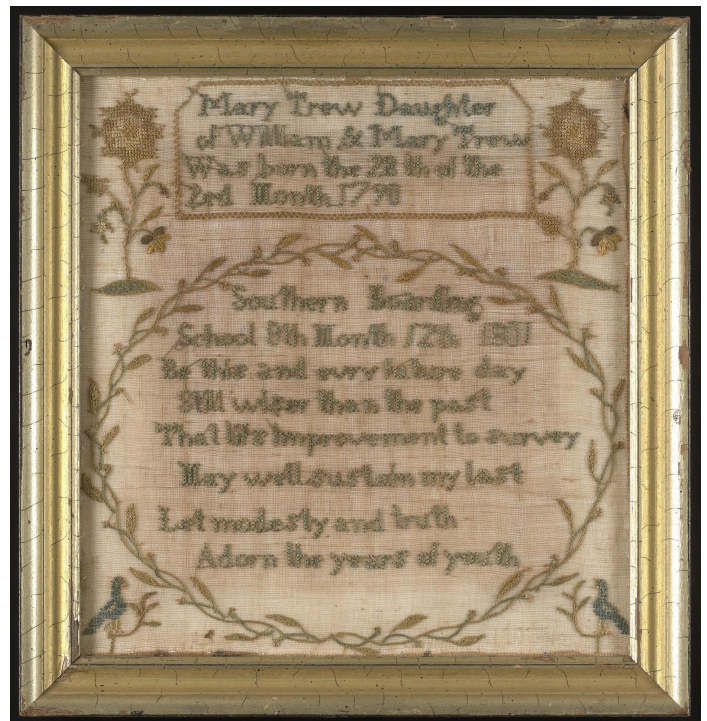 Mary Trew Daughter
of William & Mary Trew
Was born the 28 th of the
2rd Month 1790
Southern Boarding
School 8th Month 12th 1801
Be this and evry future day
Still wiser than the past
That life's improvement to survey
May well sustain my last
Let modesty and truth
Adorn the years of youth